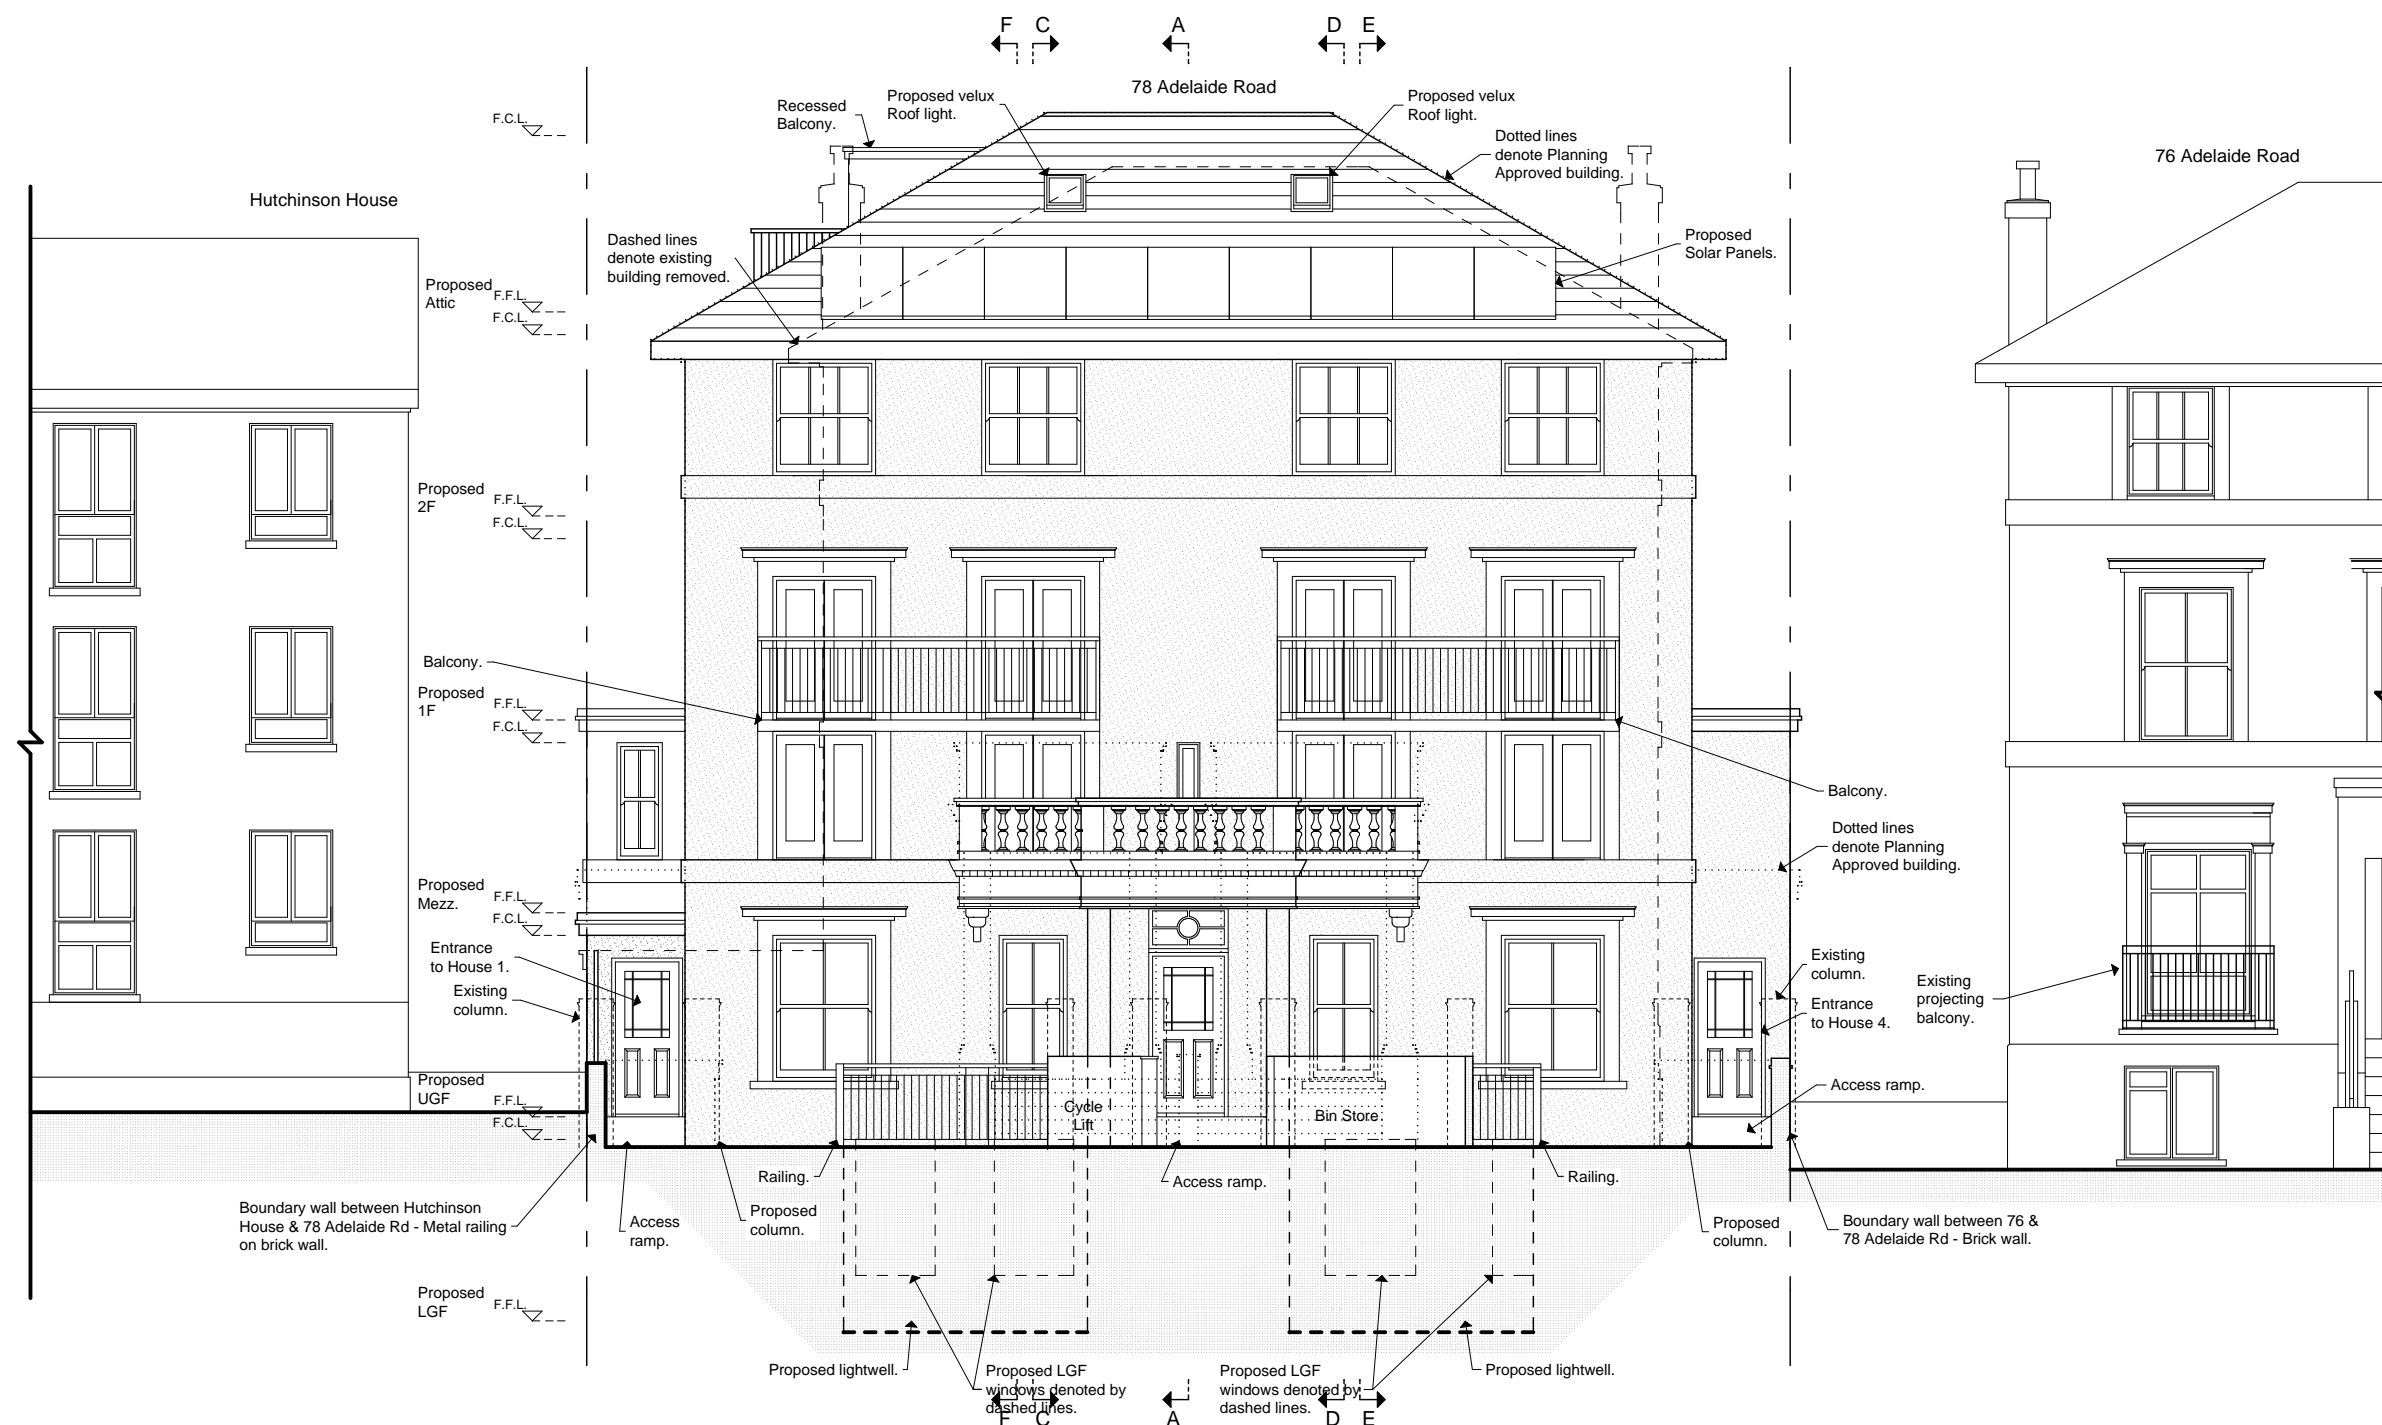 F C A D E
78 Adelaide Road
Recessed
Balcony.
Proposed velux
Roof light.
Proposed velux
Roof light.
Dotted lines
denote Planning
Approved building.
F.C.L.
76 Adelaide Road
Hutchinson House
Dashed lines
denote existing
building removed.
Proposed
Solar Panels.
Proposed
Attic
F.F.L.
F.C.L.
Proposed
2F
F.F.L.
F.C.L.
Balcony.
Proposed
1F
F.F.L.
F.C.L.
Balcony.
Dotted lines
denote Planning
Approved building.
Proposed
Mezz.
F.F.L.
F.C.L.
Entrance
to House 1.
Existing
column.
Existing
column.
Existing
projecting
balcony.
Entrance
to House 4.
Proposed
UGF
F.F.L.
F.C.L.
Cycle
Lift
Bin Store
Access ramp.
Railing.
Access ramp.
Railing.
Boundary wall between Hutchinson
House & 78 Adelaide Rd - Metal railing
on brick wall.
Access
ramp.
Proposed
column.
Proposed
column.
Boundary wall between 76 &
78 Adelaide Rd - Brick wall.
Proposed
LGF
F.F.L.
Proposed lightwell.
Proposed LGF
windows denoted by
dashed lines.
Proposed LGF
windows denoted by
dashed lines.
Proposed lightwell.
F C A D E